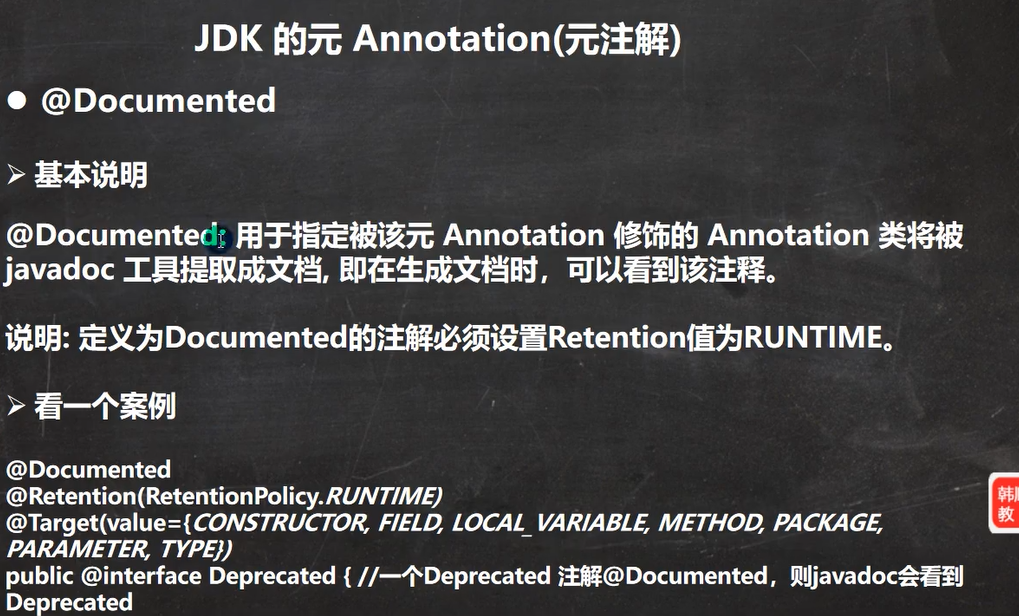 JDK 的元 Annotation(元注解)
● @Documented
➢ 基本说明
@Documented: 用于指定被该元 Annotation 修饰的 Annotation 类将被
javadoc 工具提取成文档, 即在生成文档时，可以看到该注释。
说明: 定义为Documented的注解必须设置Retention值为RUNTIME。
➢ 看一个案例
@Documented
@Retention(RetentionPolicy.RUNTIME)
@Target(value={CONSTRUCTOR, FIELD, LOCAL_VARIABLE, METHOD, PACKAGE,
PARAMETER, TYPE})
public @interface Deprecated { //一个Deprecated 注解@Documented，则javadoc会看到
Deprecated
教